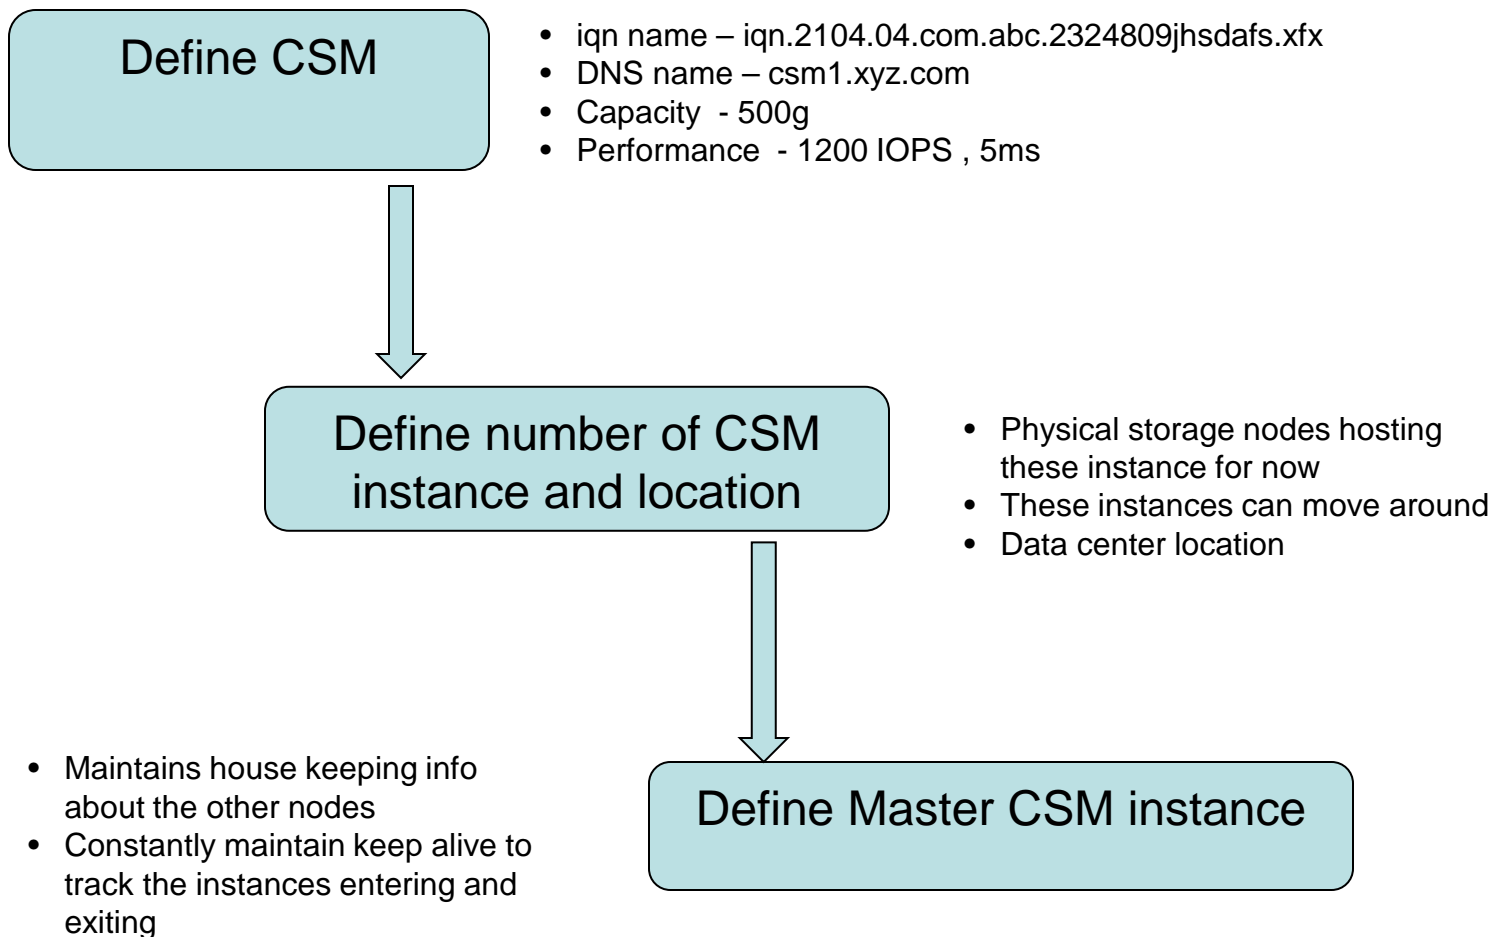 Define CSM
• iqn name – iqn.2104.04.com.abc.2324809jhsdafs.xfx
• DNS name – csm1.xyz.com
• Capacity  - 500g
• Performance  - 1200 IOPS , 5ms
Define number of CSM
instance and location
• Physical storage nodes hosting
these instance for now
• These instances can move around
• Data center location
• Maintains house keeping info
about the other nodes
• Constantly maintain keep alive to
track the instances entering and
exiting
Define Master CSM instance